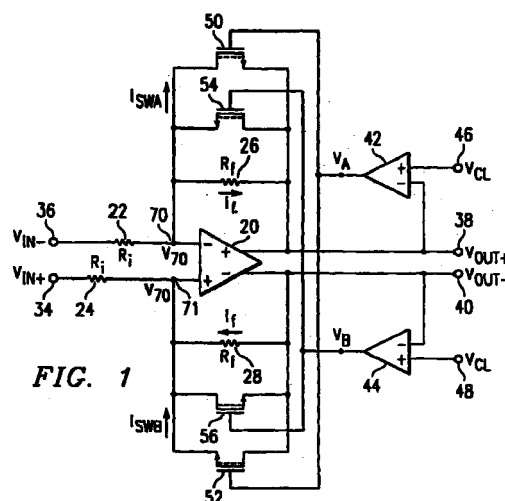 50
I_SWA
54
V_A
42
46
V_CL
R_f
26
I_ℓ
36
22
70
20
38
V_IN-
R_i
V_70
V_OUT+
V_IN+
R_i
V_70
71
V_OUT-
34
24
40
I_f
R_f
28
V_B
FIG. 1
44
V_CL
48
I_SWB
56
52
- + + - + - - +